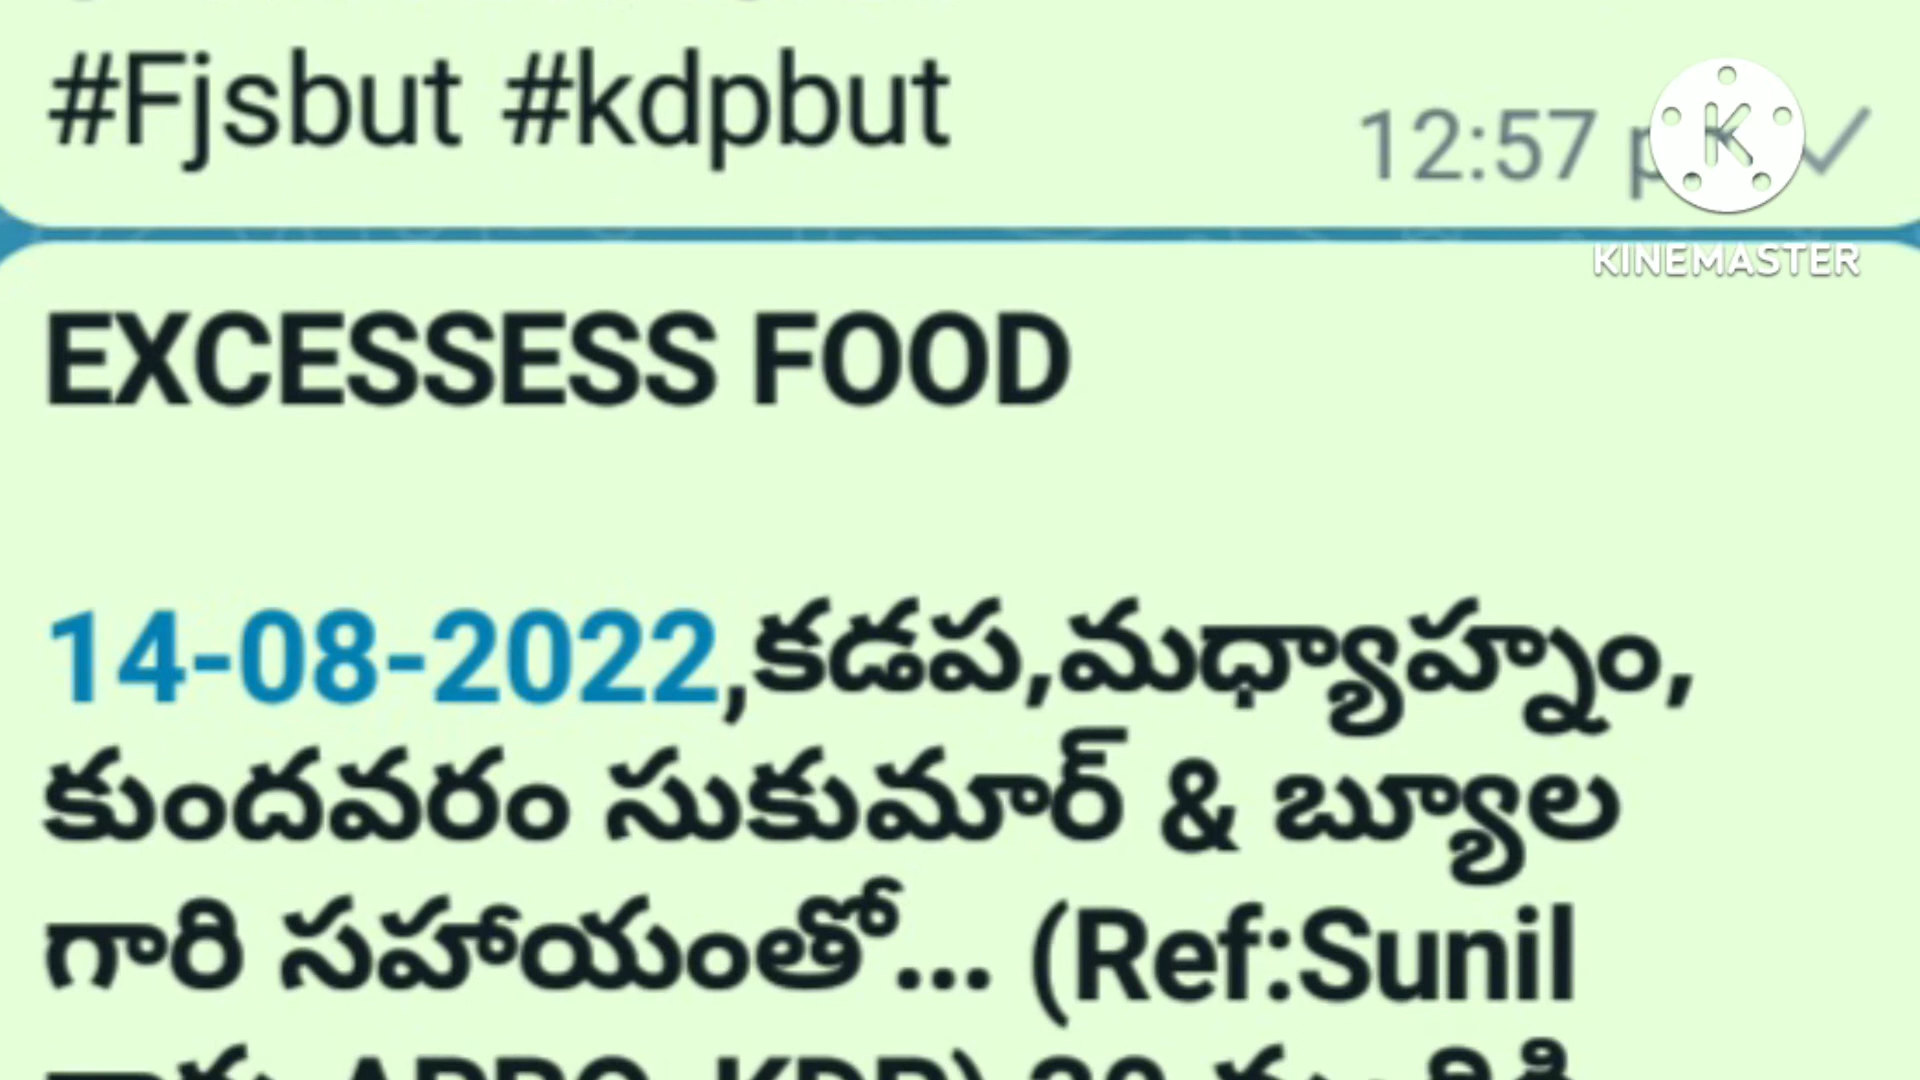 #Fjsbut #kdpbut
12:57
KINEMASTER
EXCESSESS FOOD
14-08-2022,కడప,మధ్యాహ్నం,
కుందవరం సుకుమార్ & బ్యూల
గారి సహాయంతో... (Ref:Sunil